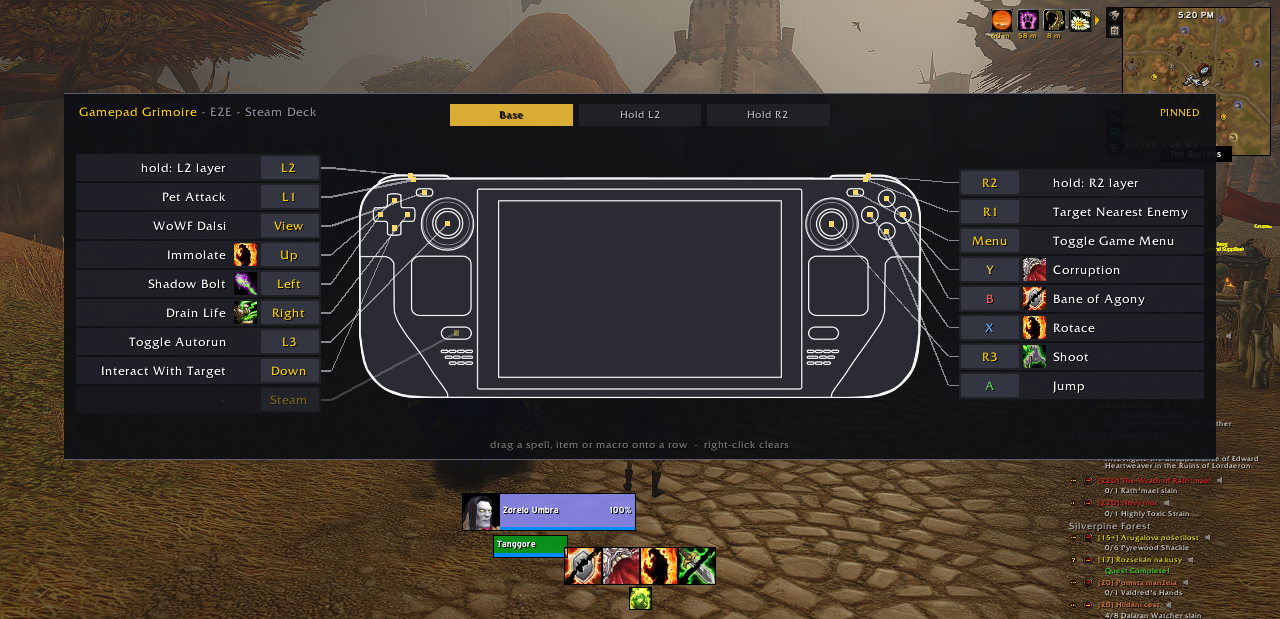 5:20 PM
58 m
8 m
Gamepad Grimoire - E2E - Steam Deck
Base
Hold L2
Hold R2
PINNED
The Barrens
hold: L2 layer
L2
Pet Attack
L1
WoWF Dalsi
View
Immolate
Up
Shadow Bolt
Left
Drain Life
Right
Toggle Autorun
L3
Interact With Target
Down
-
Steam
R2
hold: R2 layer
R1
Target Nearest Enemy
Menu
Toggle Game Menu
Y
Corruption
B
Bane of Agony
X
Rotace
R3
Shoot
A
Jump
drag a spell, item or macro onto a row - right-click clears
of Edward
Heartweaver in the Ruins of Lordaeron.
0/1 Rath'mael slain
0/1 Highly Toxic Strain
Silverpine Forest
[15+] Arugalova pošetilost
0/6 Pyrewood Shackle
[17] Rozsekán na kusy
Quest Complete!
[20] Pomsta manžela
0/1 Valdred's Hands
[20] Hlídání cest
4/8 Dalaran Watcher slain
Zorelo Umbra
100%
Tanggore